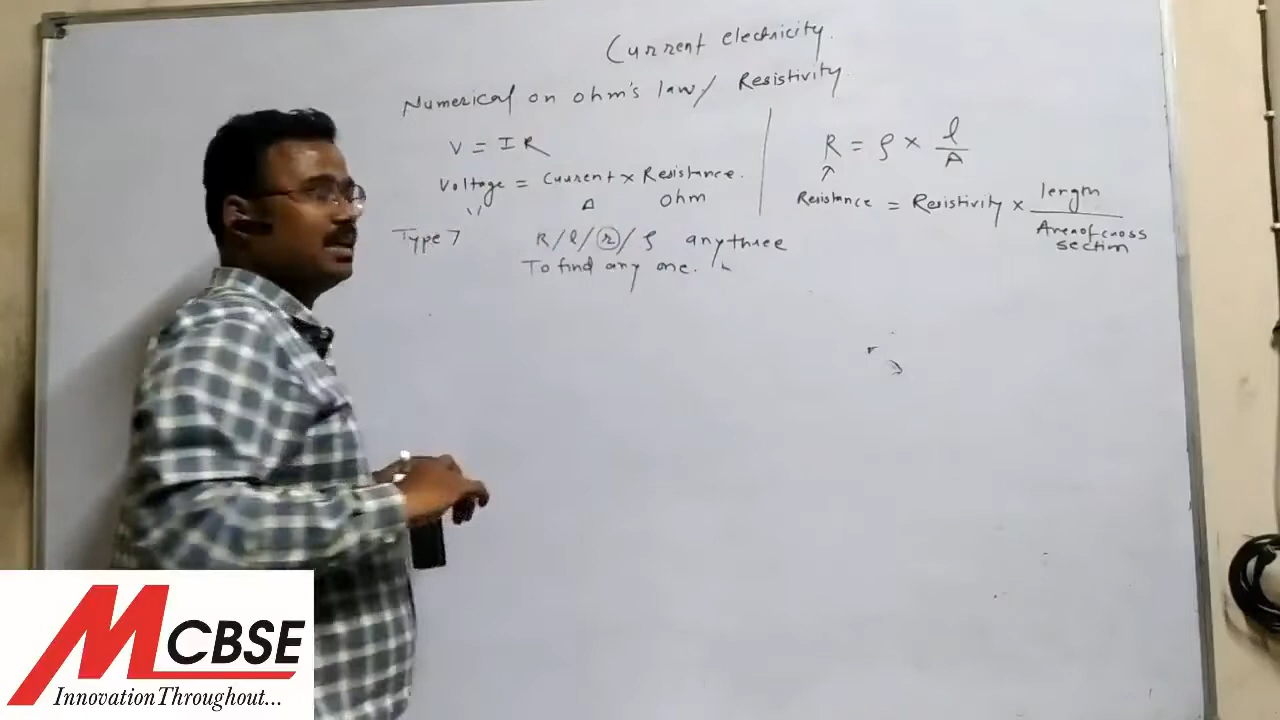 Current electricity.
Numerical on ohm's law/ Resistivity.
V = I R
Voltage = Cuurent × Resistance.
ohm
R = ρ × l/A
Resistance = Resistivity × length / Area of cross section
Type 7 R/l/r/ρ any three
To find any one.
MCBSE
Innovation Throughout...